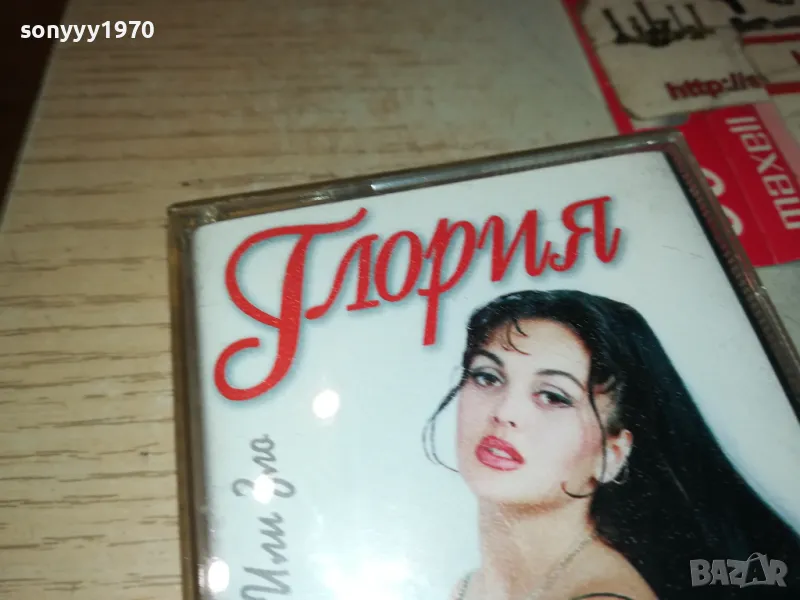 sonyyy1970
http://
maxell
Глория
Или Зло
BAZAR